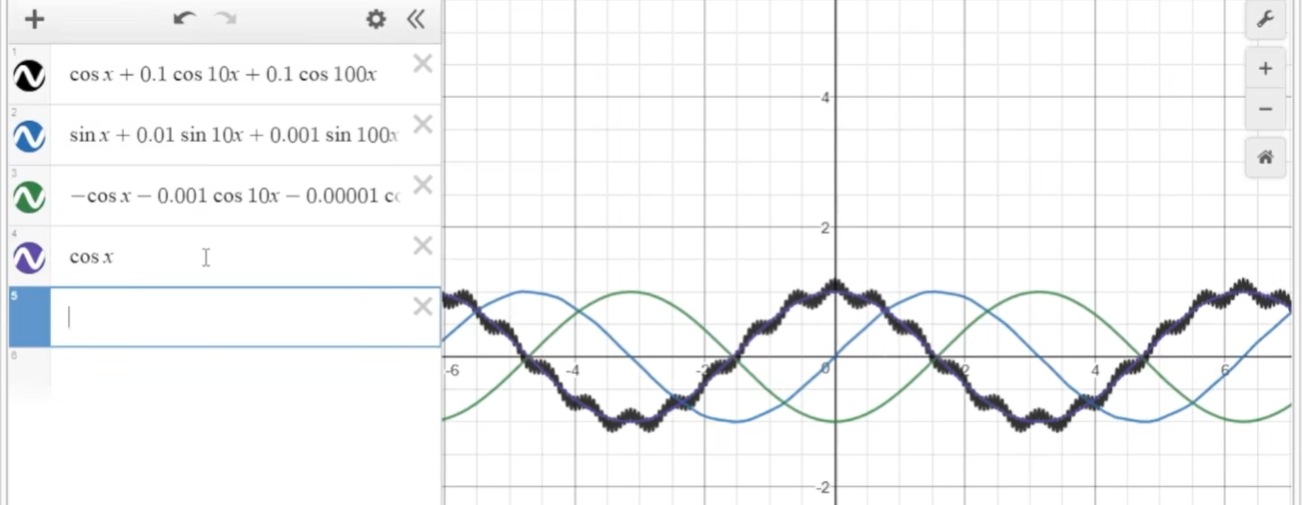 1
cos x + 0.1 cos 10x + 0.1 cos 100x
2
sin x + 0.01 sin 10x + 0.001 sin 100x
3
−cos x − 0.001 cos 10x − 0.00001 c
4
cos x
5
6
4
2
-6 -4 -2 0 2 4 6
-2